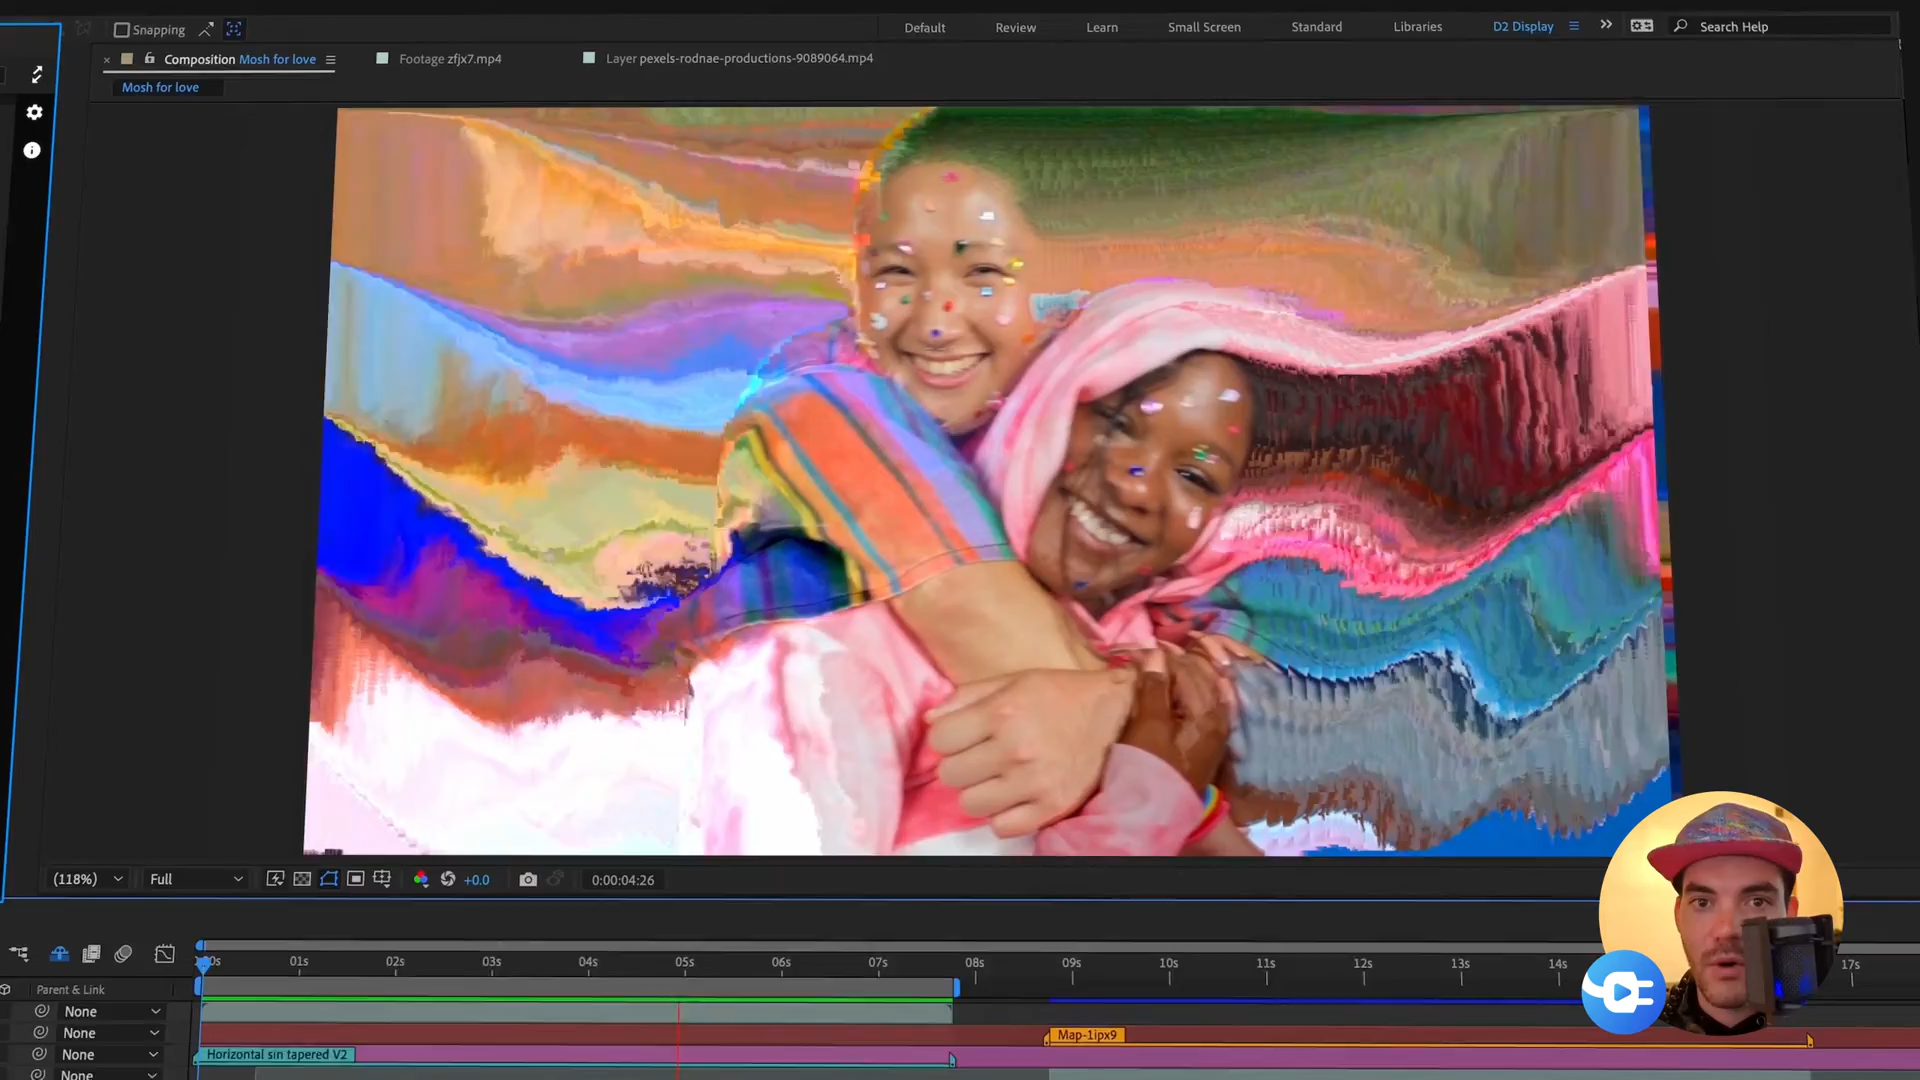 Snapping
Default
Review
Learn
Small Screen
Standard
Libraries
D2 Display
Search Help
Composition Mosh for love
Footage zfjx7.mp4
Layer pexels-rodnae-productions-9089064.mp4
Mosh for love
(118%)
Full
+0.0
0:00:04:26
01s
02s
03s
04s
05s
06s
07s
08s
09s
10s
11s
12s
13s
14s
17s
Parent & Link
None
None
Map-1ipx9
None
Horizontal sin tapered V2
None